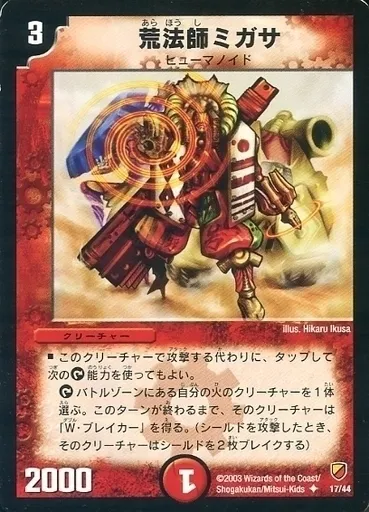 3
あら ほう し
荒法師ミガサ
ヒューマノイド
illus. Hikaru Ikusa
クリーチャー
■ このクリーチャーで攻撃する代わりに、タップして
次の 能力を使ってもよい。
バトルゾーンにある自分の火のクリーチャーを1体
選ぶ。このターンが終わるまで、そのクリーチャーは
「W・ブレイカー」を得る。(シールドを攻撃したとき、
そのクリーチャーはシールドを2枚ブレイクする)
2000
1
©2003 Wizards of the Coast/
Shogakukan/Mitsui-Kids
17/44